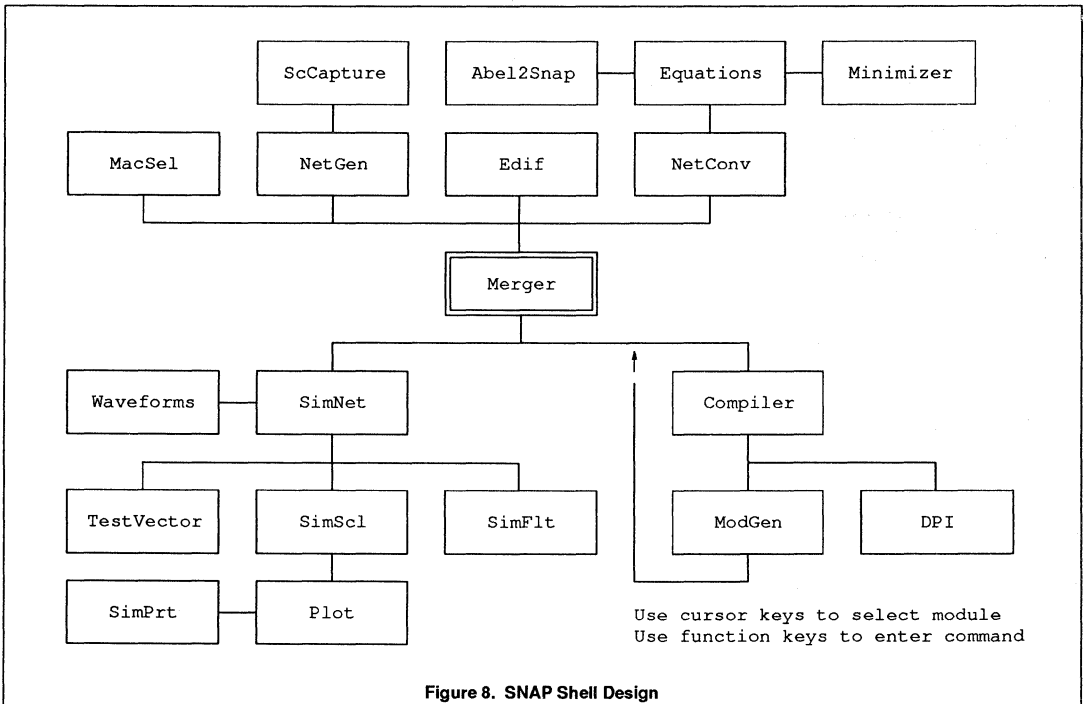 ScCapture
Abel2Snap
Equations
Minimizer
MacSel
NetGen
Edif
NetConv
Merger
Waveforms
SimNet
Compiler
TestVector
SimScl
SimFlt
ModGen
DPI
SimPrt
Plot
Use cursor keys to select module
Use function keys to enter command
Figure 8. SNAP Shell Design